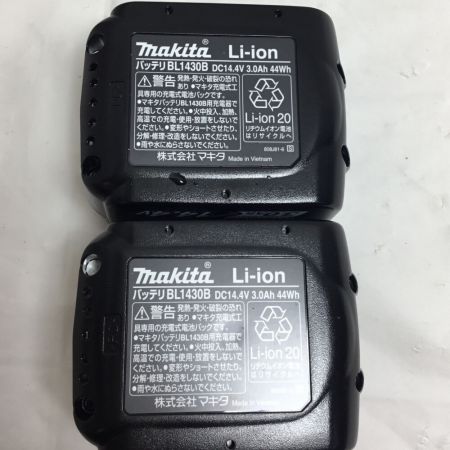 makita® Li-ion
バッテリBL1430B DC14.4V 3.0Ah 44Wh
⚠警告 発熱・発火・破裂の恐れ
あり ●マキタ充電式工
具専用の充電式電池パックです。
●マキタバッテリBL1430B用充電器で
充電してください。●火中投入、加熱、
高温での充電・使用・放置をしないで
ください。●変形やショートさせたり、
分解・修理・改造をしないでください。
●雨や水にぬらさないでください。
Li-ion 20
リチウムイオン電池
はリサイクルへ
株式会社マキタ Made in Vietnam
14.4V
makita® Li-ion
バッテリBL1430B DC14.4V 3.0Ah 44Wh
⚠警告 発熱・発火・破裂の恐れ
あり ●マキタ充電式工
具専用の充電式電池パックです。
●マキタバッテリBL1430B用充電器で
充電してください。●火中投入、加熱、
高温での充電・使用・放置をしないで
ください。●変形やショートさせたり、
分解・修理・改造をしないでください。
●雨や水にぬらさないでください。
Li-ion 20
リチウムイオン電池
はリサイクルへ
株式会社マキタ Made in Vietnam